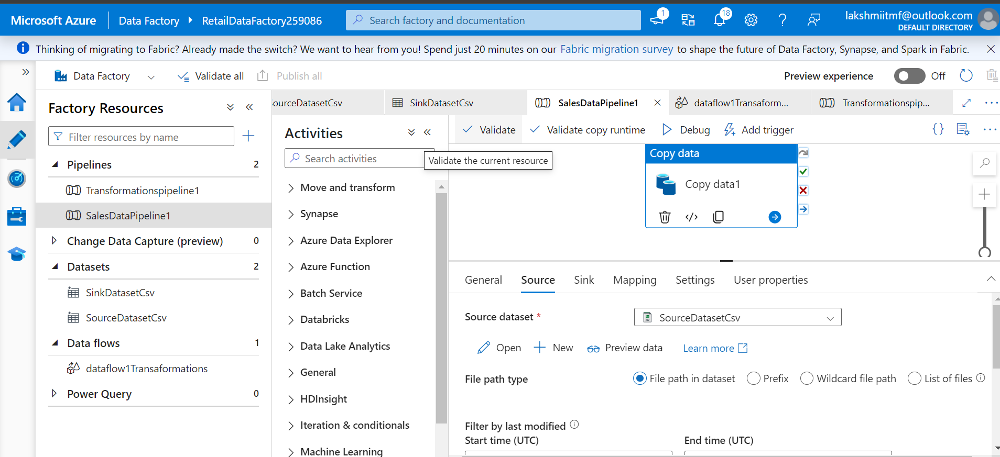 Microsoft Azure
Data Factory
RetailDataFactory259086
Search factory and documentation
1
18
lakshmiitmf@outlook.com
DEFAULT DIRECTORY
Thinking of migrating to Fabric? Already made the switch? We want to hear from you! Spend just 20 minutes on our Fabric migration survey to shape the future of Data Factory, Synapse, and Spark in Fabric.
Data Factory
Validate all
Publish all
Preview experience
Off
Factory Resources
Filter resources by name
Pipelines 2
Transformationspipeline1
SalesDataPipeline1
Change Data Capture (preview) 0
Datasets 2
SinkDatasetCsv
SourceDatasetCsv
Data flows 1
dataflow1Transaformations
Power Query 0
ourceDatasetCsv
SinkDatasetCsv
SalesDataPipeline1
dataflow1Transaform...
Transformationspip...
Activities
Search activities
Move and transform
Synapse
Azure Data Explorer
Azure Function
Batch Service
Databricks
Data Lake Analytics
General
HDInsight
Iteration & conditionals
Machine Learning
Validate
Validate copy runtime
Debug
Add trigger
{}
Validate the current resource
Copy data
Copy data1
</>
General
Source
Sink
Mapping
Settings
User properties
Source dataset *
SourceDatasetCsv
CSV
Open
New
Preview data
Learn more
File path type
File path in dataset
Prefix
Wildcard file path
List of files
Filter by last modified
Start time (UTC)
End time (UTC)